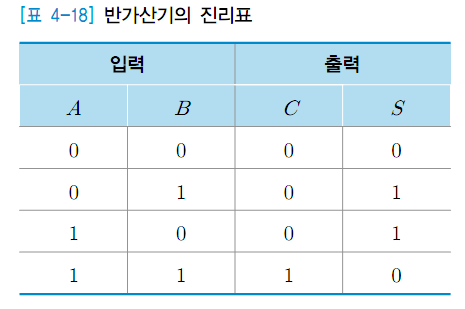 [표 4-18] 반가산기의 진리표
입력 출력
A B C S
0 0 0 0
0 1 0 1
1 0 0 1
1 1 1 0